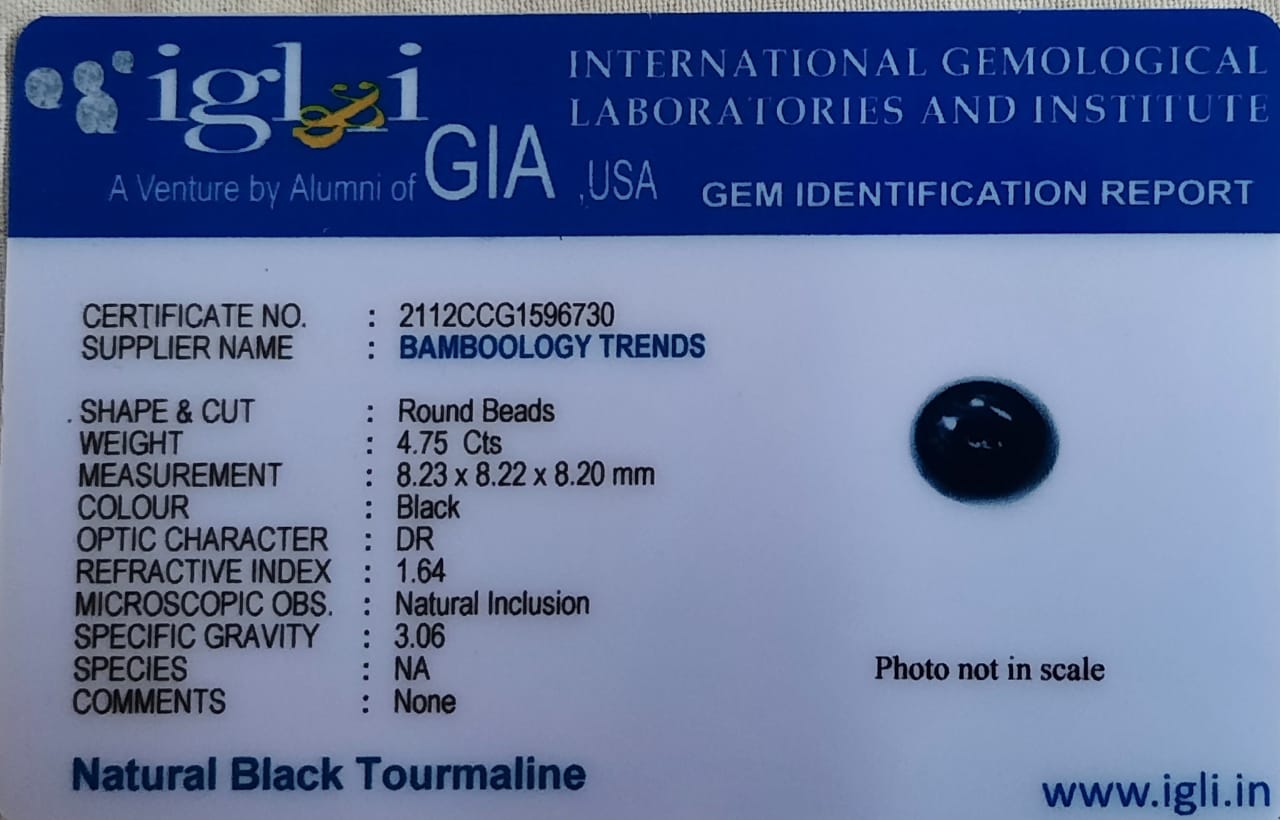 igl&i
INTERNATIONAL GEMOLOGICAL
LABORATORIES AND INSTITUTE
A Venture by Alumni of GIA ,USA
GEM IDENTIFICATION REPORT
CERTIFICATE NO. : 2112CCG1596730
SUPPLIER NAME : BAMBOOLOGY TRENDS
SHAPE & CUT : Round Beads
WEIGHT : 4.75 Cts
MEASUREMENT : 8.23 x 8.22 x 8.20 mm
COLOUR : Black
OPTIC CHARACTER : DR
REFRACTIVE INDEX : 1.64
MICROSCOPIC OBS. : Natural Inclusion
SPECIFIC GRAVITY : 3.06
SPECIES : NA
COMMENTS : None
Photo not in scale
Natural Black Tourmaline
www.igli.in